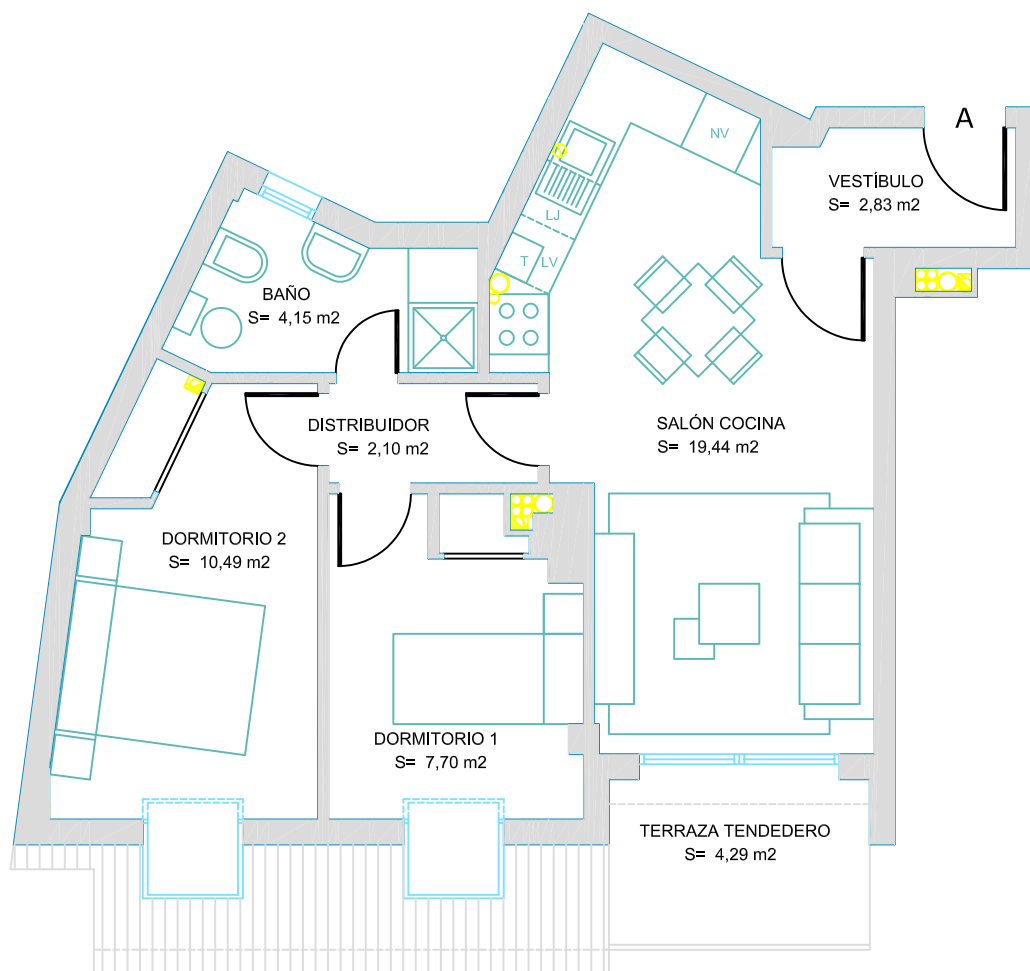 A
NV
VESTÍBULO
S= 2,83 m2
LJ
T
LV
BAÑO
S= 4,15 m2
DISTRIBUIDOR
S= 2,10 m2
SALÓN COCINA
S= 19,44 m2
DORMITORIO 2
S= 10,49 m2
DORMITORIO 1
S= 7,70 m2
TERRAZA TENDEDERO
S= 4,29 m2